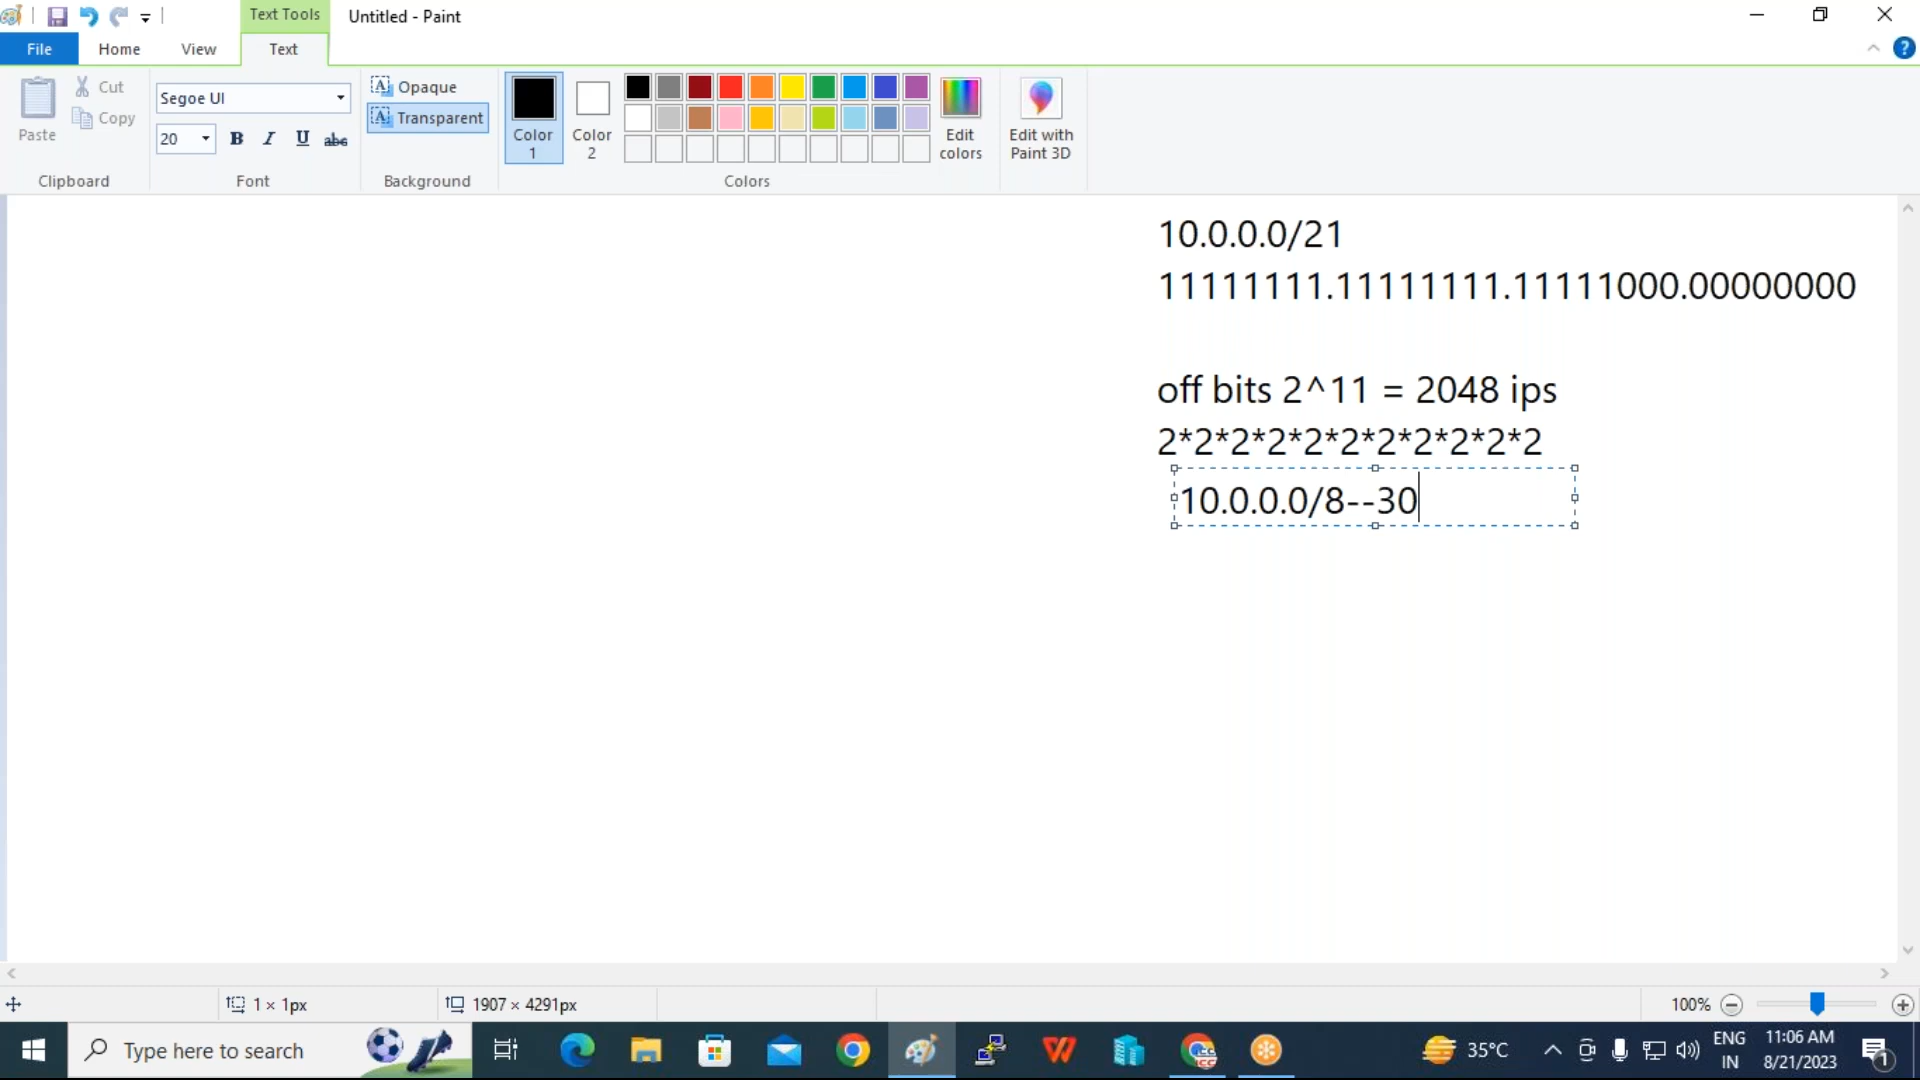 Text Tools
Untitled - Paint
File
Home
View
Text
Paste
Cut
Copy
Clipboard
Segoe UI
20
B
I
U
abc
Font
A Opaque
A Transparent
Background
Color
1
Color
2
Edit
colors
Edit with
Paint 3D
Colors
10.0.0.0/21
11111111.11111111.11111000.00000000
off bits 2^11 = 2048 ips
2*2*2*2*2*2*2*2*2*2*2
10.0.0.0/8--30
1 × 1px
1907 × 4291px
100%
Type here to search
35°C
ENG
IN
11:06 AM
8/21/2023
1